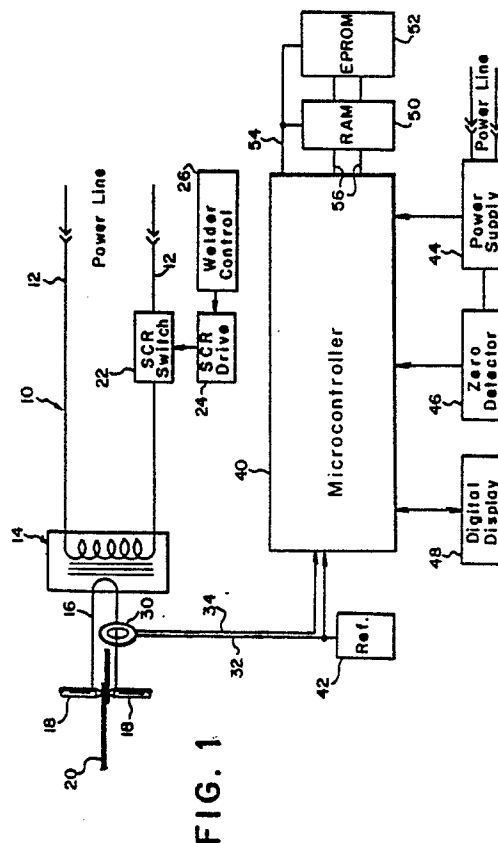 12
10
Power Line
12
14
22
SCR
Switch
26
Welder
Control
24
SCR
Drive
16
30
18
18
20
34
32
42
Ref.
40
Microcontroller
54
56
RAM
50
EPROM
52
48
Digital
Display
46
Zero
Detector
44
Power
Supply
Power Line
FIG. 1